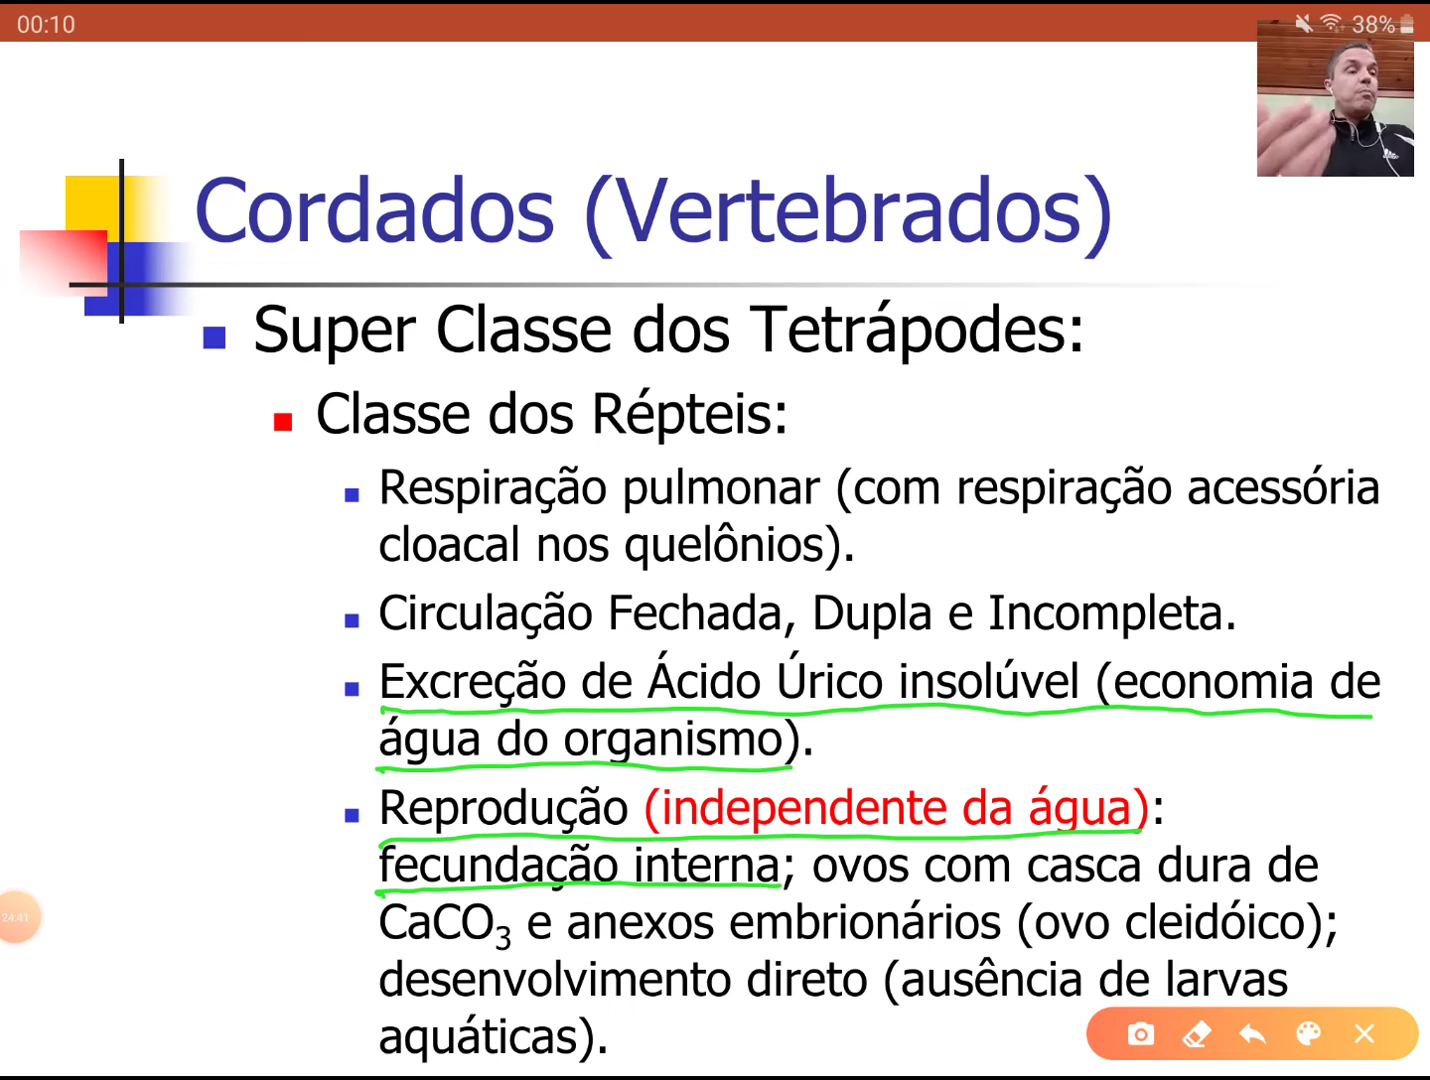 00:10
38%
Cordados (Vertebrados)
Super Classe dos Tetrápodes:
Classe dos Répteis:
Respiração pulmonar (com respiração acessória
cloacal nos quelônios).
Circulação Fechada, Dupla e Incompleta.
Excreção de Ácido Úrico insolúvel (economia de
água do organismo).
Reprodução (independente da água):
fecundação interna; ovos com casca dura de
CaCO₃ e anexos embrionários (ovo cleidóico);
desenvolvimento direto (ausência de larvas
aquáticas).
24:41